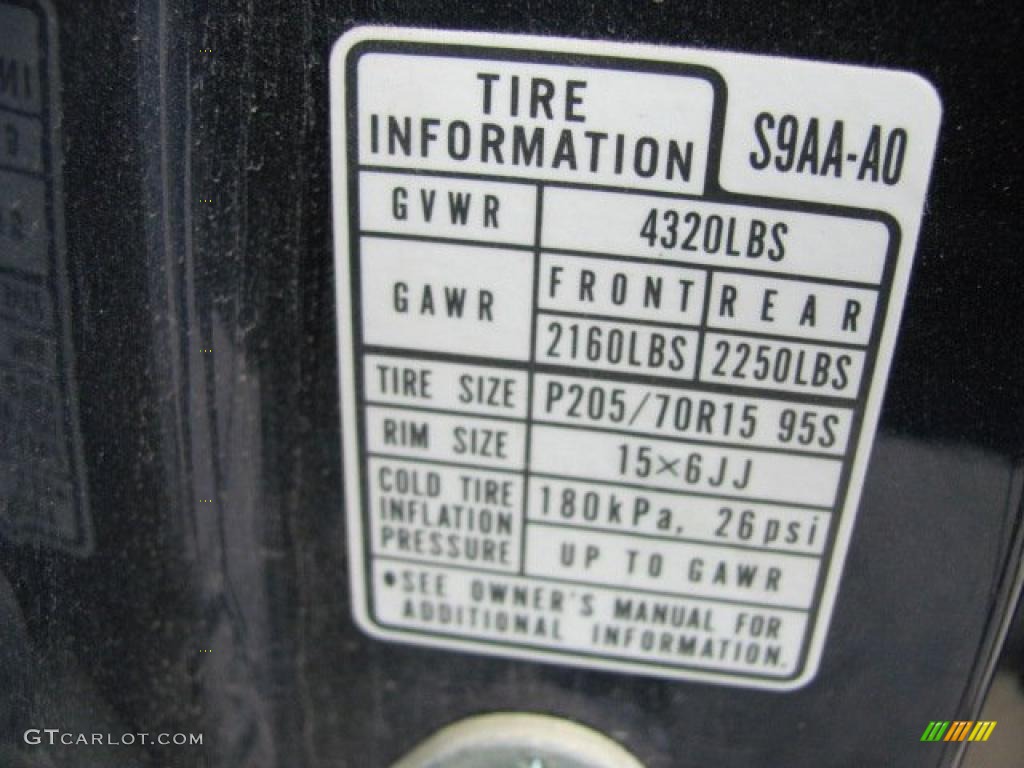 TIRE
INFORMATION
S9AA-A0
GVWR
4320LBS
GAWR
FRONT
REAR
2160LBS
2250LBS
TIRE SIZE
P205/70R15 95S
RIM SIZE
15×6JJ
COLD TIRE
INFLATION
PRESSURE
180kPa, 26psi
UP TO GAWR
•SEE OWNER'S MANUAL FOR
ADDITIONAL INFORMATION.
GTCARLOT.COM